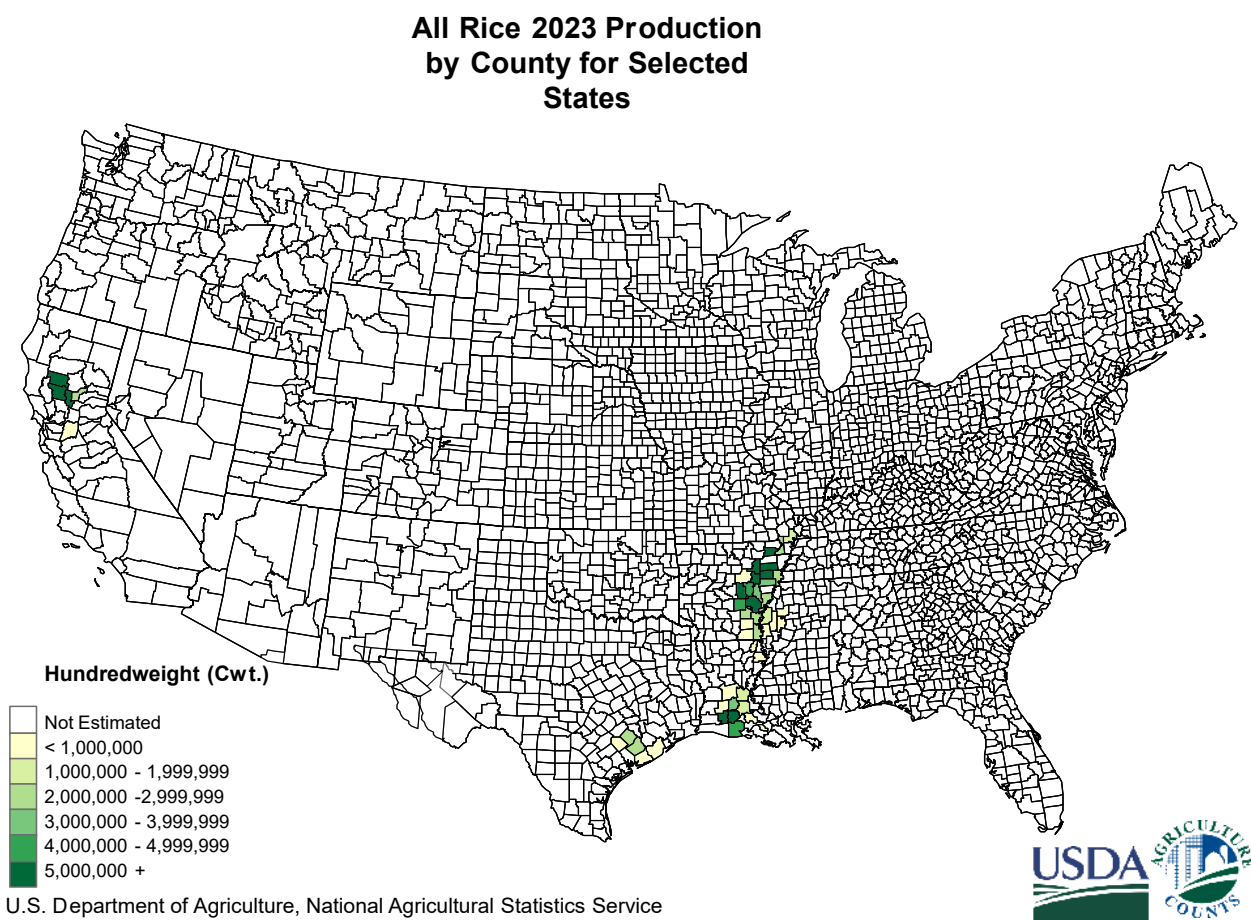 All Rice 2023 Production
by County for Selected
States
Hundredweight (Cwt.)
Not Estimated
< 1,000,000
1,000,000 - 1,999,999
2,000,000 -2,999,999
3,000,000 - 3,999,999
4,000,000 - 4,999,999
5,000,000 +
U.S. Department of Agriculture, National Agricultural Statistics Service
USDA
AGRICULTURE
COUNTS